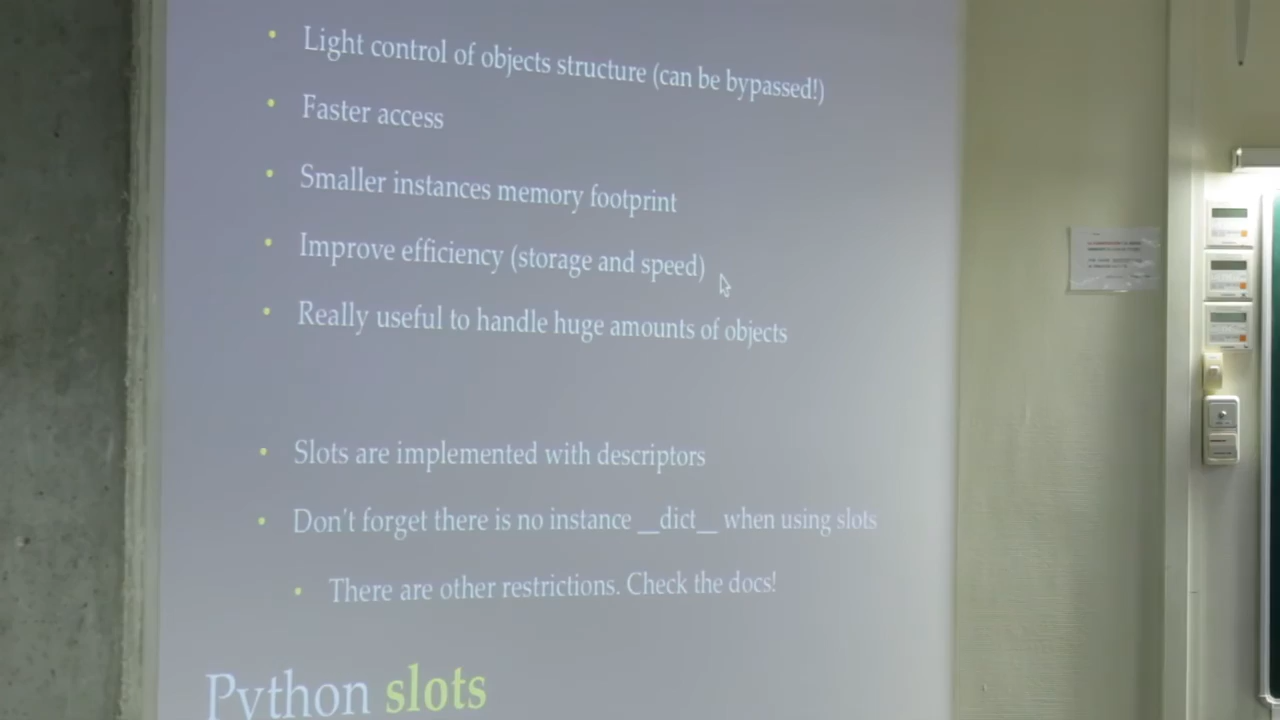 • Light control of objects structure (can be bypassed!)
• Faster access
• Smaller instances memory footprint
• Improve efficiency (storage and speed)
• Really useful to handle huge amounts of objects
• Slots are implemented with descriptors
• Don't forget there is no instance __dict__ when using slots
• There are other restrictions. Check the docs!
Python slots